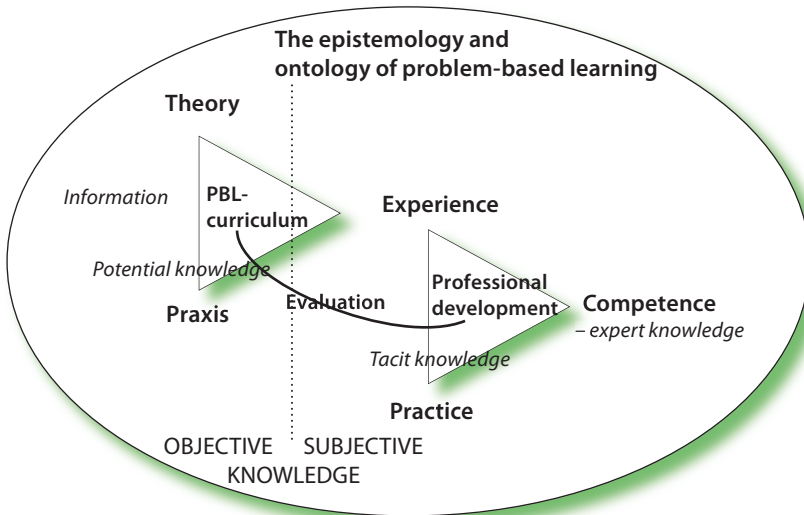 The epistemology and
ontology of problem-based learning
Theory
Information
PBL-
curriculum
Experience
Potential knowledge
Evaluation
Professional
development
Praxis
Competence
– expert knowledge
Tacit knowledge
Practice
OBJECTIVE SUBJECTIVE
KNOWLEDGE